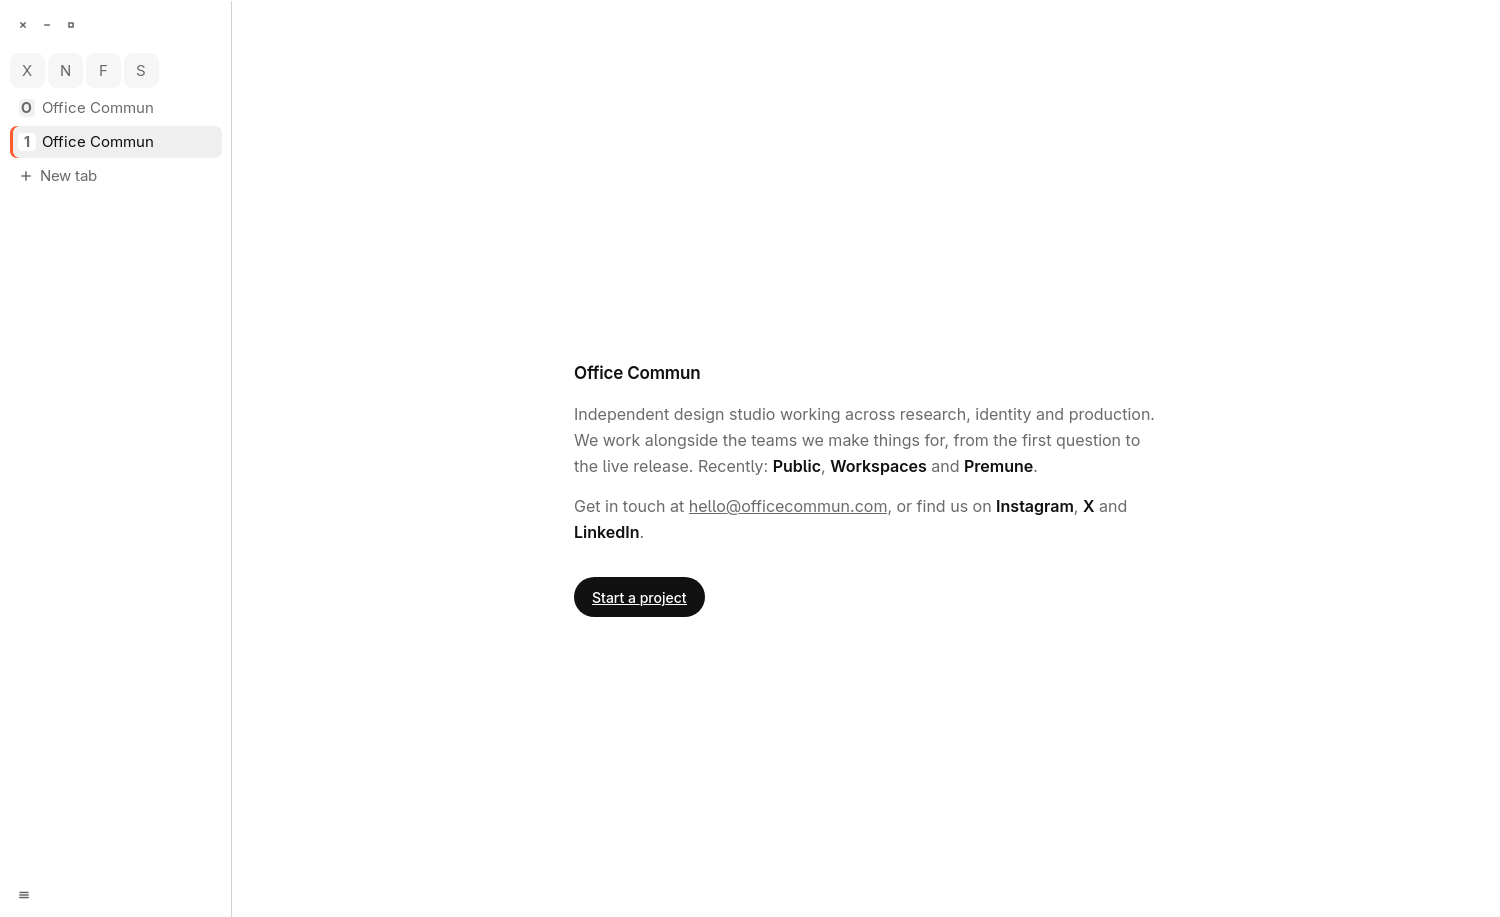 X N F S
O Office Commun
1 Office Commun
+ New tab
Office Commun
Independent design studio working across research, identity and production.
We work alongside the teams we make things for, from the first question to
the live release. Recently: Public, Workspaces and Premune.
Get in touch at hello@officecommun.com, or find us on Instagram, X and
LinkedIn.
Start a project